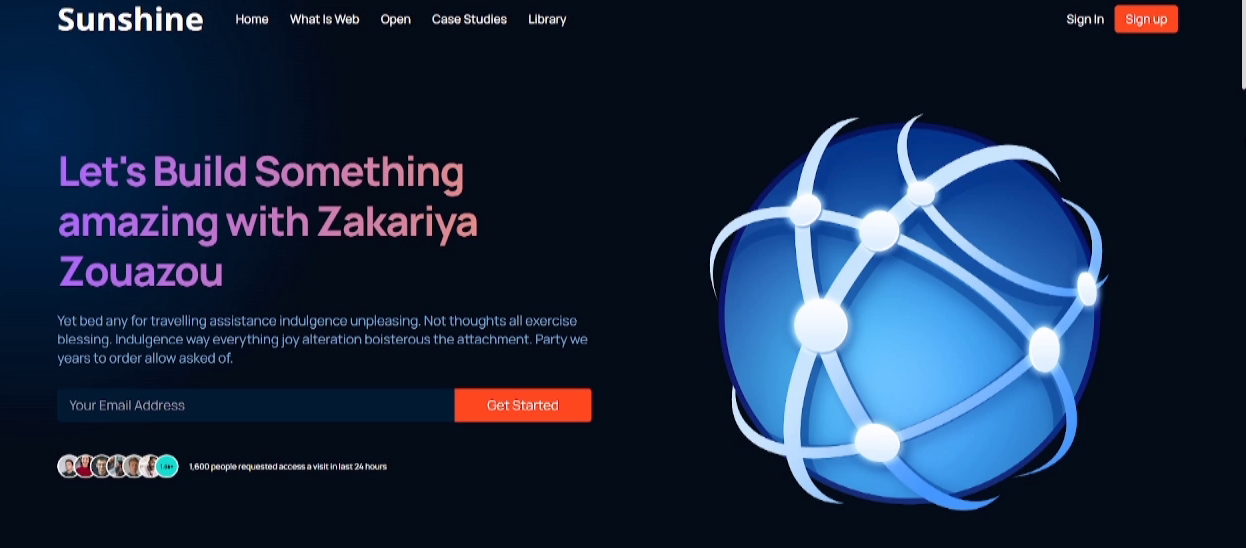 Sunshine Home What Is Web Open Case Studies Library Sign In Sign up
Let's Build Something
amazing with Zakariya
Zouazou
Yet bed any for travelling assistance indulgence unpleasing. Not thoughts all exercise
blessing. Indulgence way everything joy alteration boisterous the attachment. Party we
years to order allow asked of.
Your Email Address Get Started
1,600 people requested access a visit in last 24 hours